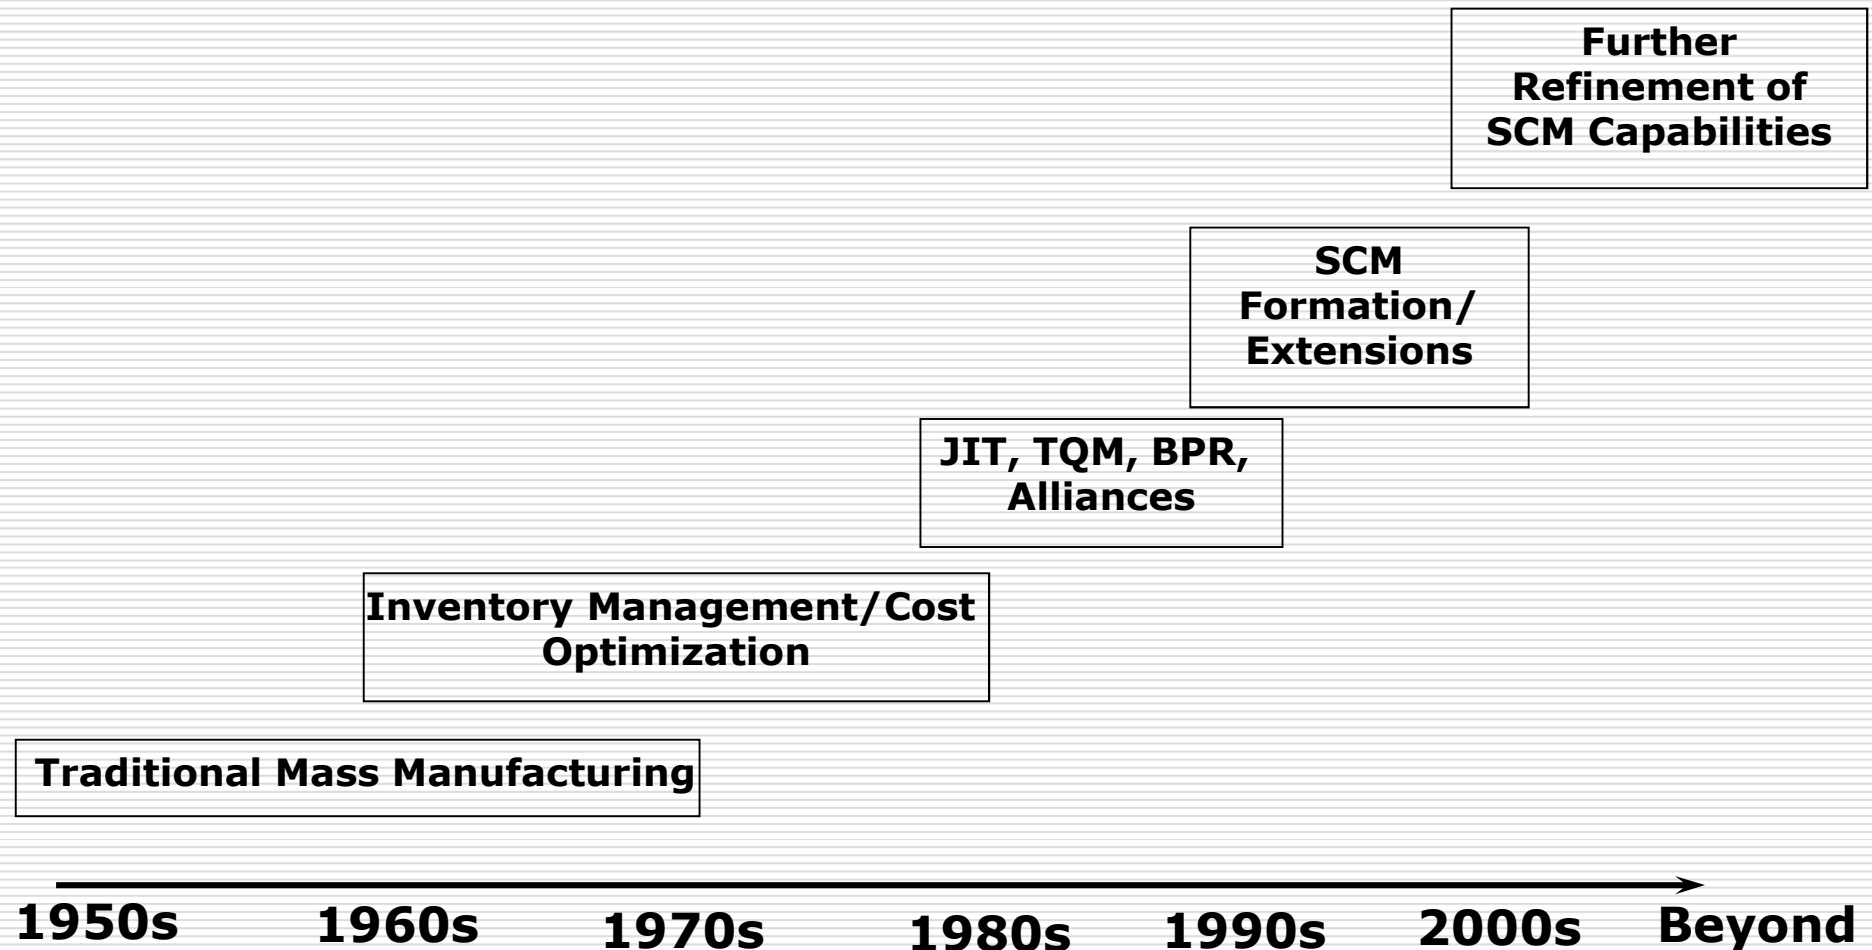 Further
Refinement of
SCM Capabilities
SCM
Formation/
Extensions
JIT, TQM, BPR,
Alliances
Inventory Management/Cost
Optimization
Traditional Mass Manufacturing
1950s 1960s 1970s 1980s 1990s 2000s Beyond